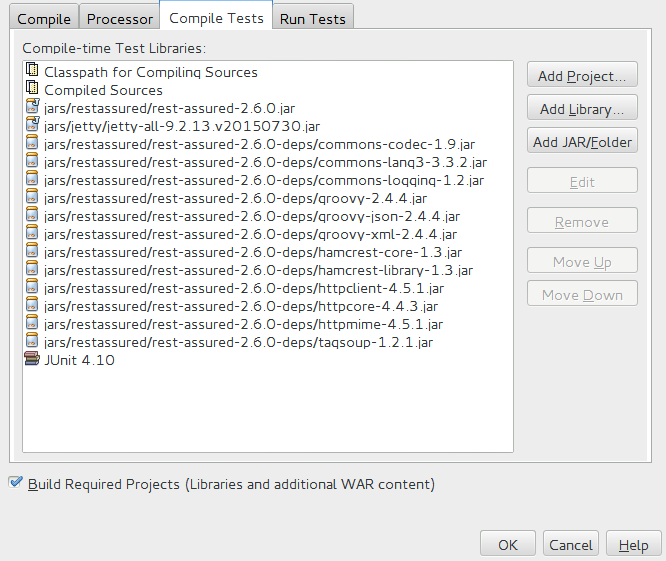 Compile Processor Compile Tests Run Tests
Compile-time Test Libraries:
Classpath for Compiling Sources
Compiled Sources
jars/restassured/rest-assured-2.6.0.jar
jars/jetty/jetty-all-9.2.13.v20150730.jar
jars/restassured/rest-assured-2.6.0-deps/commons-codec-1.9.jar
jars/restassured/rest-assured-2.6.0-deps/commons-lang3-3.3.2.jar
jars/restassured/rest-assured-2.6.0-deps/commons-logging-1.2.jar
jars/restassured/rest-assured-2.6.0-deps/groovy-2.4.4.jar
jars/restassured/rest-assured-2.6.0-deps/groovy-json-2.4.4.jar
jars/restassured/rest-assured-2.6.0-deps/groovy-xml-2.4.4.jar
jars/restassured/rest-assured-2.6.0-deps/hamcrest-core-1.3.jar
jars/restassured/rest-assured-2.6.0-deps/hamcrest-library-1.3.jar
jars/restassured/rest-assured-2.6.0-deps/httpclient-4.5.1.jar
jars/restassured/rest-assured-2.6.0-deps/httpcore-4.4.3.jar
jars/restassured/rest-assured-2.6.0-deps/httpmime-4.5.1.jar
jars/restassured/rest-assured-2.6.0-deps/tagsoup-1.2.1.jar
JUnit 4.10
Add Project...
Add Library...
Add JAR/Folder
Edit
Remove
Move Up
Move Down
Build Required Projects (Libraries and additional WAR content)
OK Cancel Help